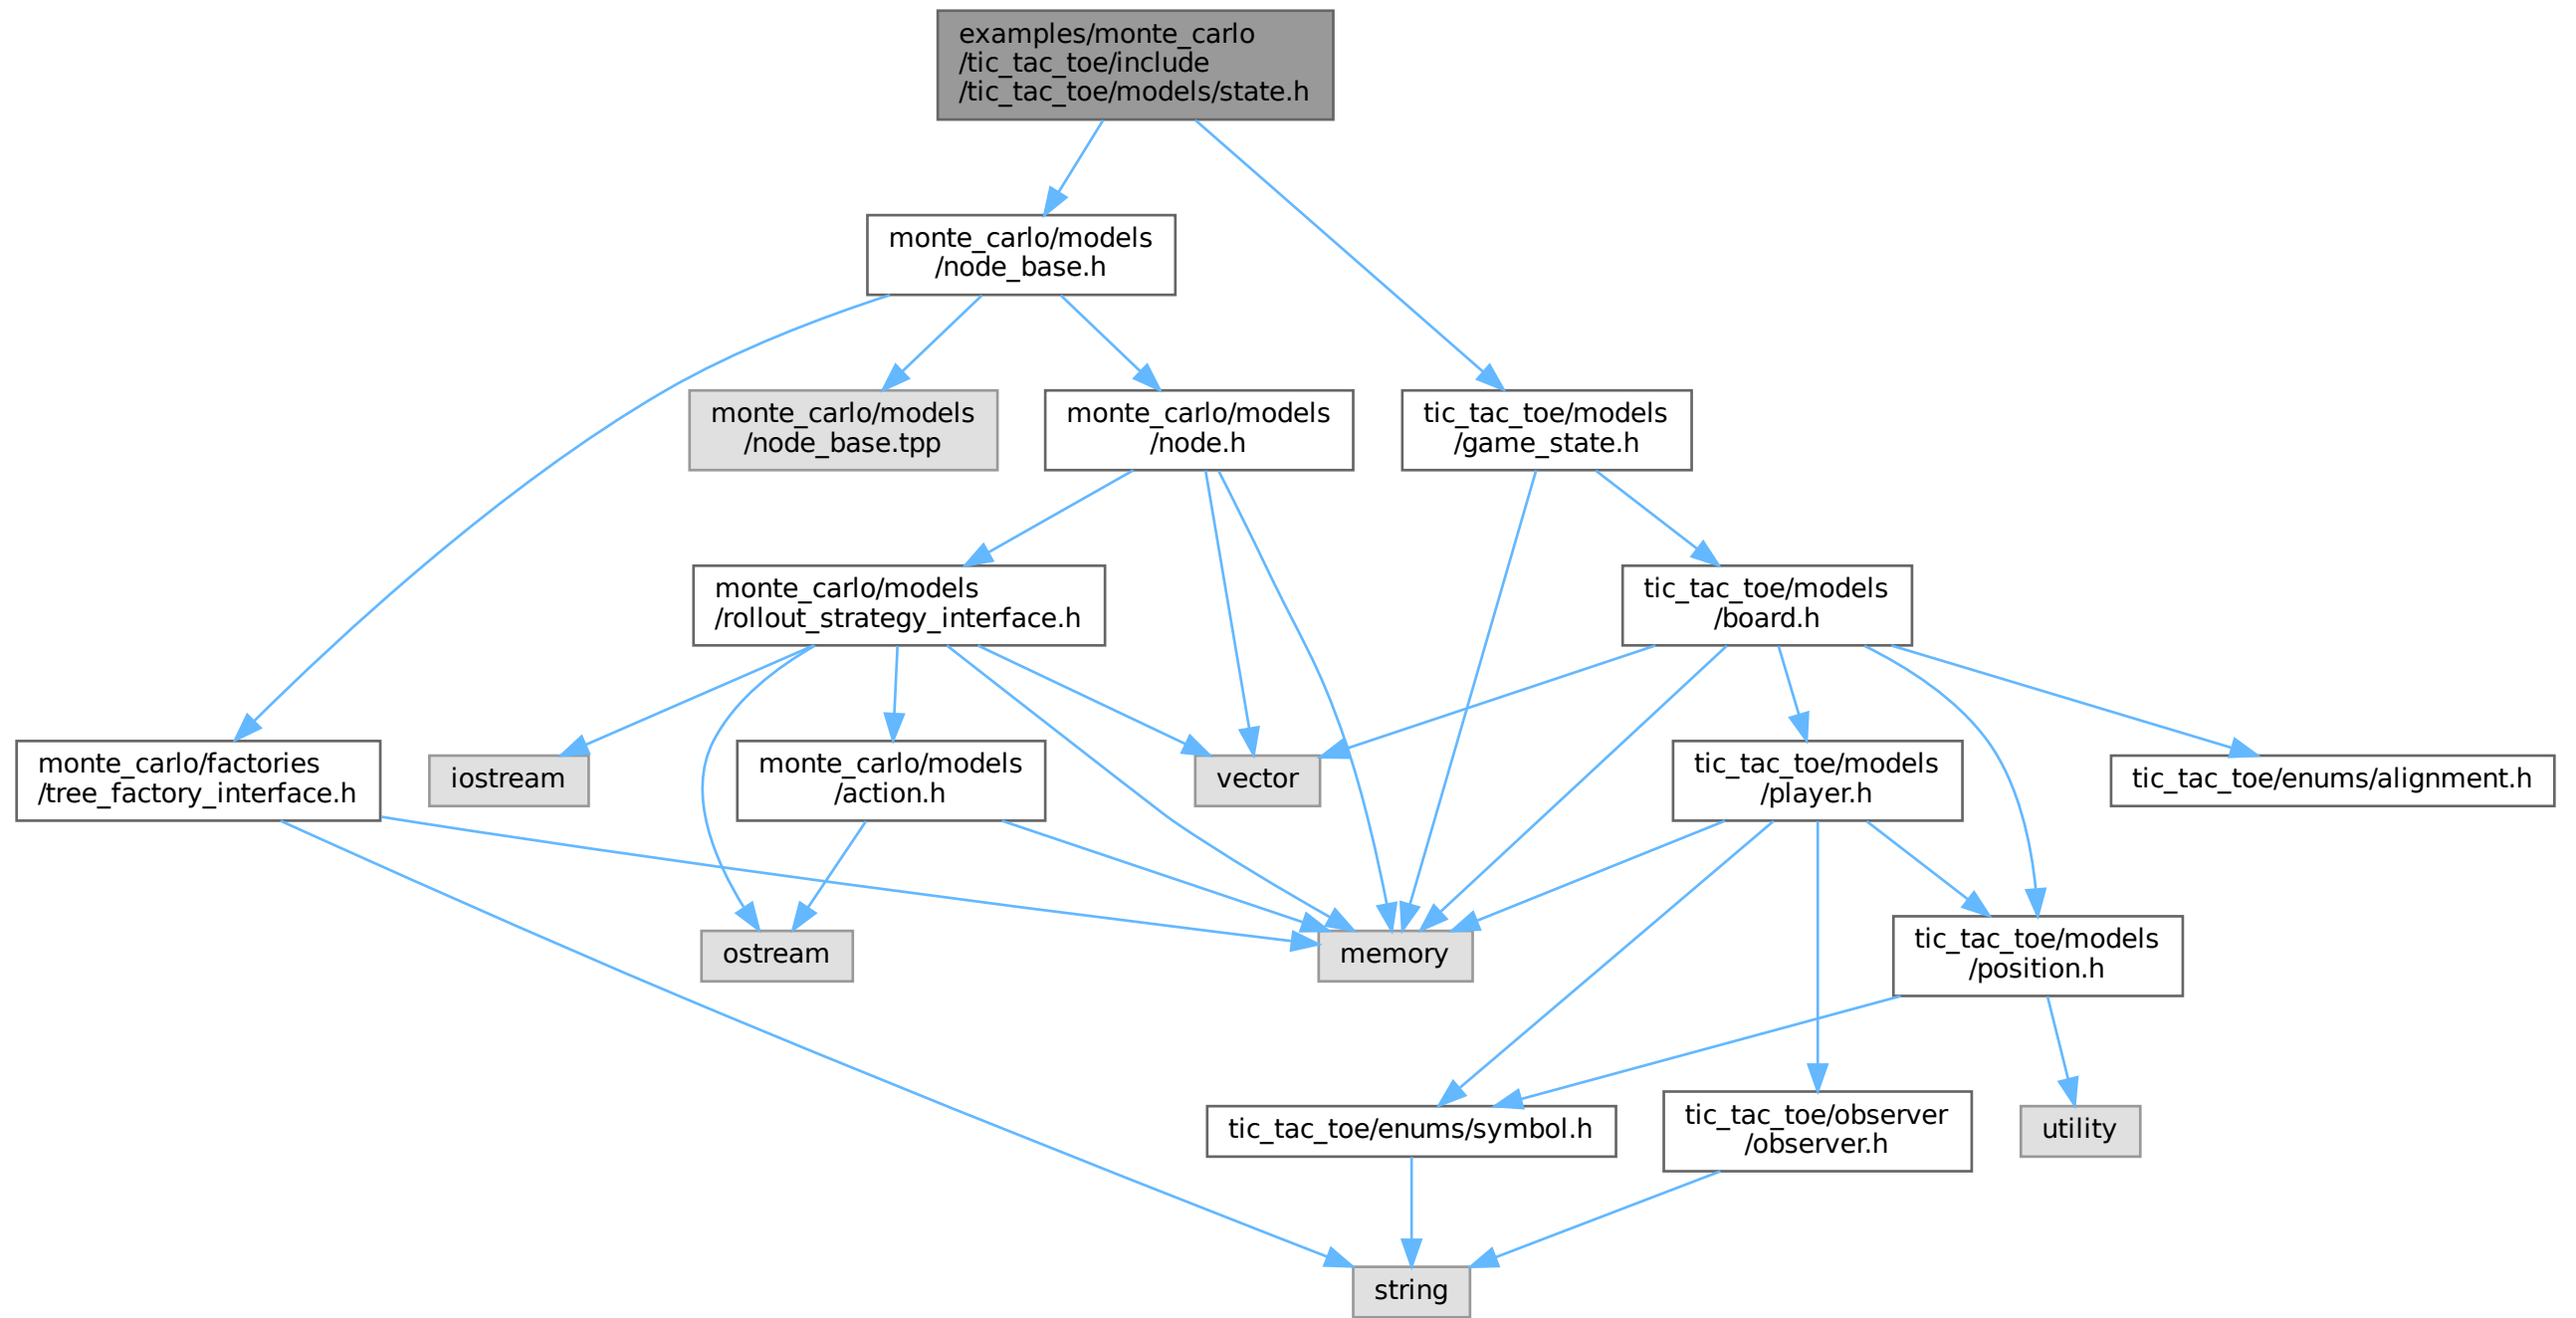 examples/monte_carlo
/tic_tac_toe/include
/tic_tac_toe/models/state.h
monte_carlo/models
/node_base.h
monte_carlo/models
/node_base.tpp
monte_carlo/models
/node.h
tic_tac_toe/models
/game_state.h
monte_carlo/models
/rollout_strategy_interface.h
tic_tac_toe/models
/board.h
monte_carlo/factories
/tree_factory_interface.h
iostream
monte_carlo/models
/action.h
vector
tic_tac_toe/models
/player.h
tic_tac_toe/enums/alignment.h
ostream
memory
tic_tac_toe/models
/position.h
tic_tac_toe/enums/symbol.h
tic_tac_toe/observer
/observer.h
utility
string